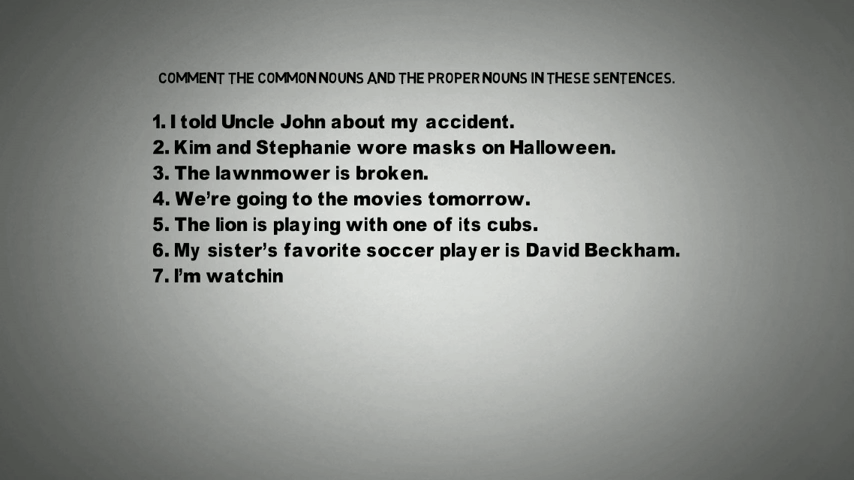 COMMENT THE COMMON NOUNS AND THE PROPER NOUNS IN THESE SENTENCES.
1. I told Uncle John about my accident.
2. Kim and Stephanie wore masks on Halloween.
3. The lawnmower is broken.
4. We're going to the movies tomorrow.
5. The lion is playing with one of its cubs.
6. My sister's favorite soccer player is David Beckham.
7. I'm watchin